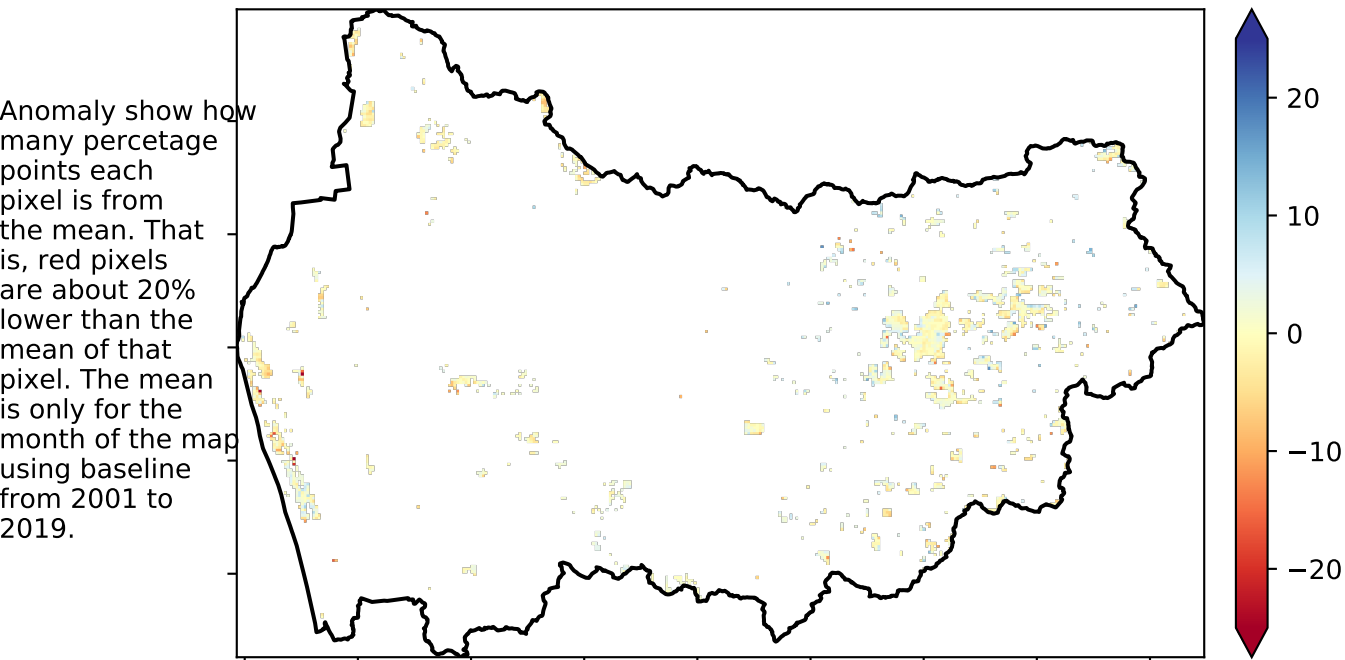 Anomaly show how
many percetage
points each
pixel is from
the mean. That
is, red pixels
are about 20%
lower than the
mean of that
pixel. The mean
is only for the
month of the map
using baseline
from 2001 to
2019.
20
10
0
−10
−20